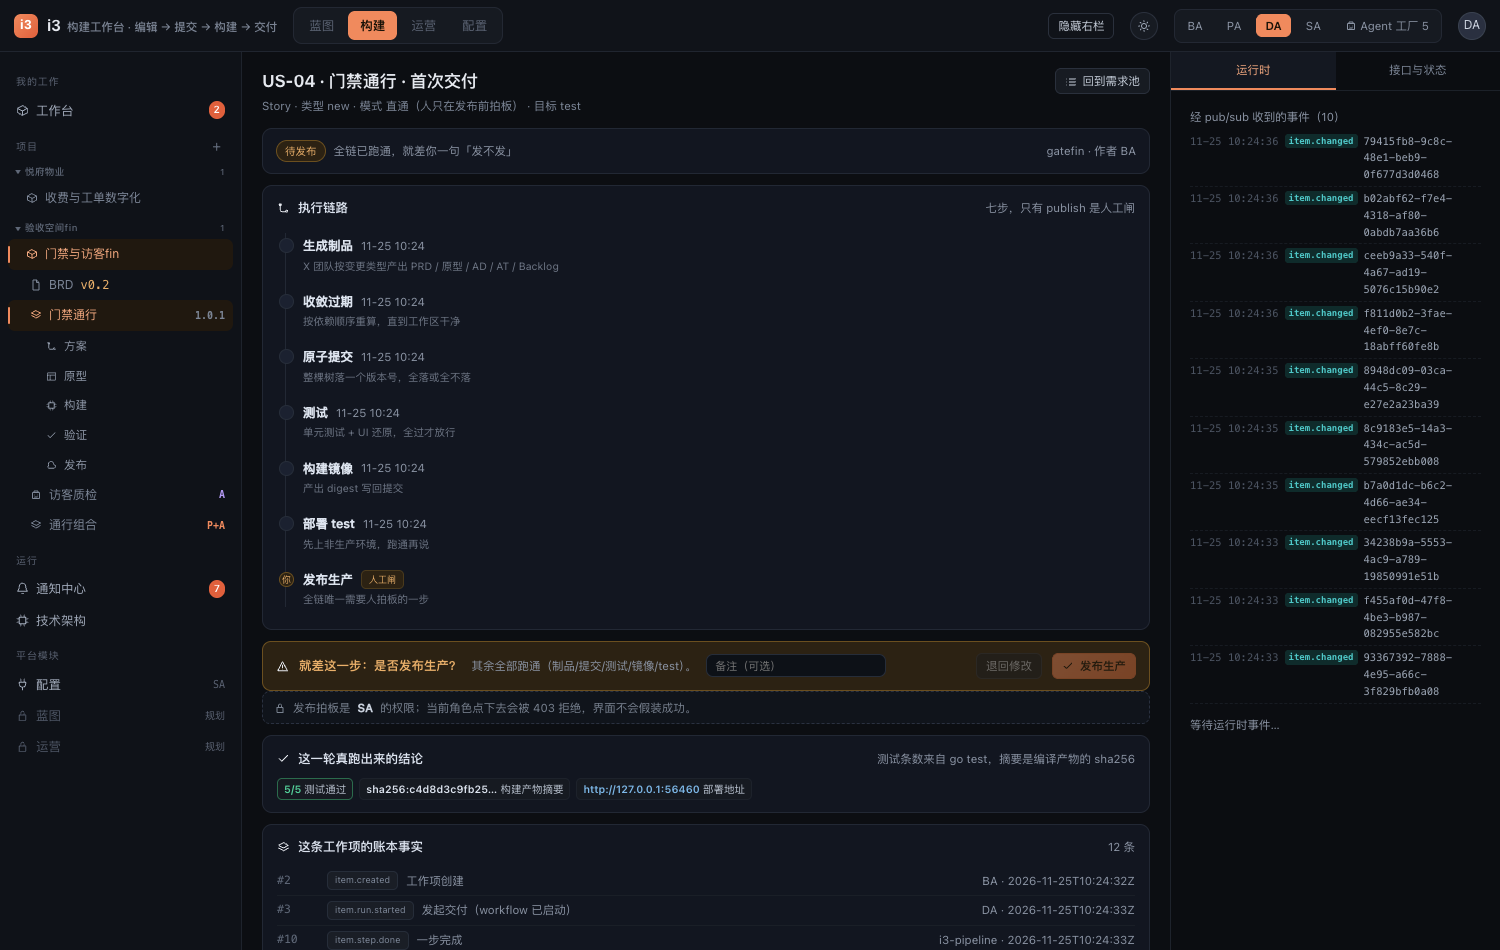 i3 i3 构建工作台 · 编辑 → 提交 → 构建 → 交付
蓝图 构建 运营 配置
隐藏右栏
BA PA DA SA Agent 工厂 5
DA
我的工作
工作台 2
项目 +
悦府物业 1
收费与工单数字化
验收空间fin 1
门禁与访客fin
BRD v0.2
门禁通行 1.0.1
方案
原型
构建
验证
发布
访客质检 A
通行组合 P+A
运行
通知中心 7
技术架构
平台模块
配置 SA
蓝图 规划
运营 规划
US-04 · 门禁通行 · 首次交付
Story · 类型 new · 模式 直通（人只在发布前拍板） · 目标 test
回到需求池
待发布 全链已跑通，就差你一句「发不发」
gatefin · 作者 BA
执行链路
七步，只有 publish 是人工闸
生成制品 11-25 10:24
X 团队按变更类型产出 PRD / 原型 / AD / AT / Backlog
收敛过期 11-25 10:24
按依赖顺序重算，直到工作区干净
原子提交 11-25 10:24
整棵树落一个版本号，全落或全不落
测试 11-25 10:24
单元测试 + UI 还原，全过才放行
构建镜像 11-25 10:24
产出 digest 写回提交
部署 test 11-25 10:24
先上非生产环境，跑通再说
你 发布生产 人工闸
全链唯一需要人拍板的一步
就差这一步：是否发布生产？ 其余全部跑通（制品/提交/测试/镜像/test）。 备注（可选） 退回修改 发布生产
发布拍板是 SA 的权限；当前角色点下去会被 403 拒绝，界面不会假装成功。
这一轮真跑出来的结论
测试条数来自 go test，摘要是编译产物的 sha256
5/5 测试通过 sha256:c4d8d3c9fb25… 构建产物摘要 http://127.0.0.1:56460 部署地址
这条工作项的账本事实
12 条
#2 item.created 工作项创建 BA · 2026-11-25T10:24:32Z
#3 item.run.started 发起交付（workflow 已启动） DA · 2026-11-25T10:24:33Z
#10 item.step.done 一步完成 i3-pipeline · 2026-11-25T10:24:33Z
运行时 接口与状态
经 pub/sub 收到的事件（10）
11-25 10:24:36 item.changed 79415fb8-9c8c-
48e1-beb9-
0f677d3d0468
11-25 10:24:36 item.changed b02abf62-f7e4-
4318-af80-
0abdb7aa36b6
11-25 10:24:36 item.changed ceeb9a33-540f-
4a67-ad19-
5076c15b90e2
11-25 10:24:36 item.changed f811d0b2-3fae-
4ef0-8e7c-
18abff60fe8b
11-25 10:24:35 item.changed 8948dc09-03ca-
44c5-8c29-
e27e2a23ba39
11-25 10:24:35 item.changed 8c9183e5-14a3-
434c-ac5d-
579852ebb008
11-25 10:24:35 item.changed b7a0d1dc-b6c2-
4d66-ae34-
eecf13fec125
11-25 10:24:33 item.changed 34238b9a-5553-
4ac9-a789-
19850991e51b
11-25 10:24:33 item.changed f455af0d-47f8-
4be3-b987-
082955e582bc
11-25 10:24:33 item.changed 93367392-7888-
4e95-a66c-
3f829bfb0a08
等待运行时事件…